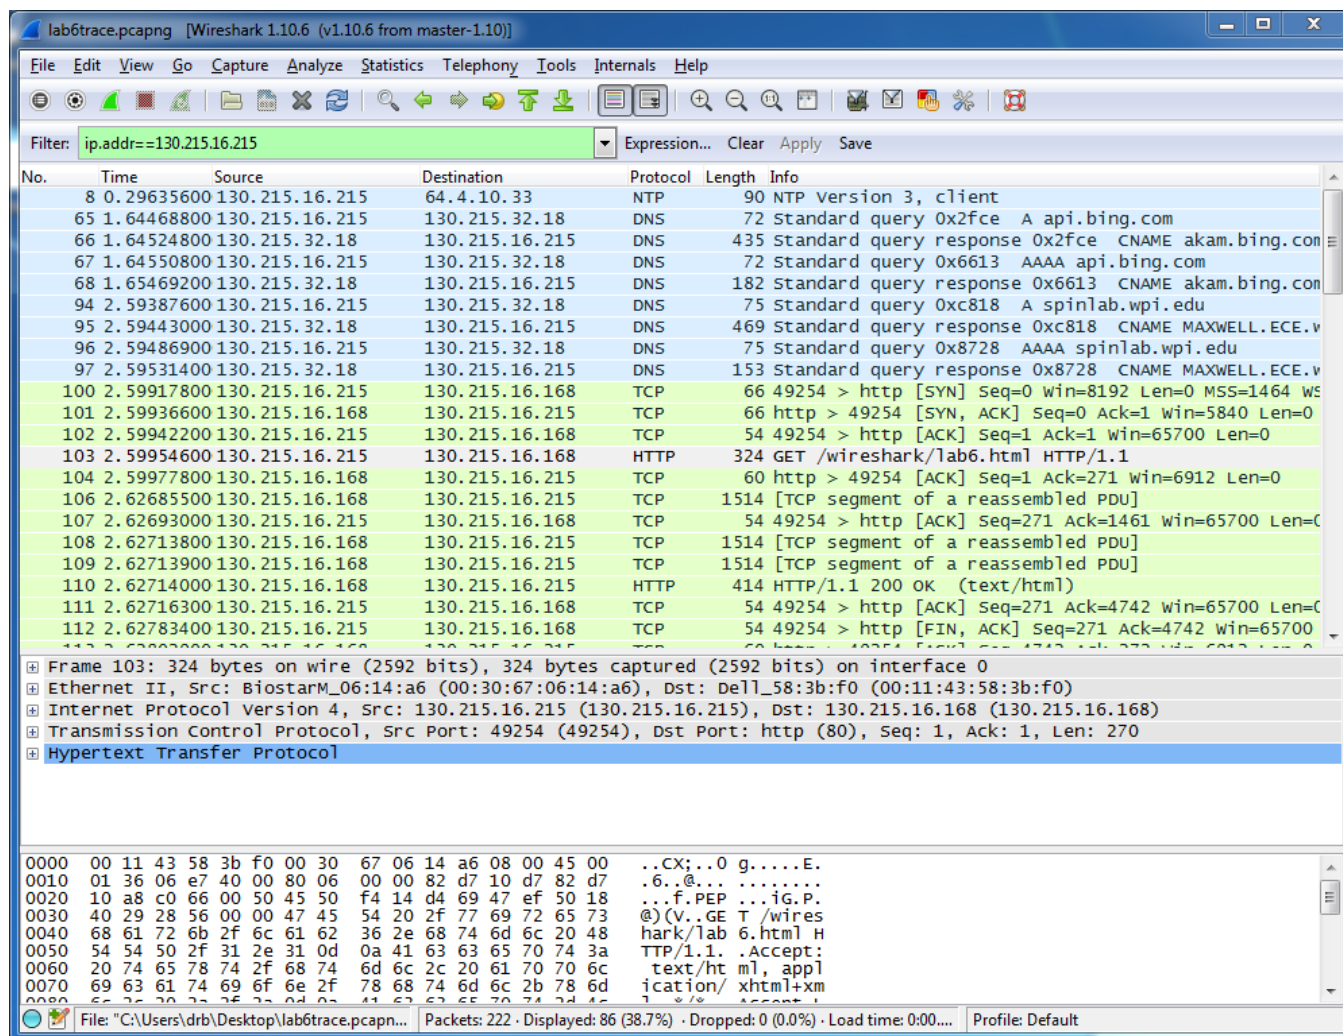 lab6trace.pcapng [Wireshark 1.10.6 (v1.10.6 from master-1.10)]
File Edit View Go Capture Analyze Statistics Telephony Tools Internals Help
Filter: ip.addr==130.215.16.215 Expression... Clear Apply Save
No. Time Source Destination Protocol Length Info
8 0.29635600 130.215.16.215 64.4.10.33 NTP 90 NTP Version 3, client
65 1.64468800 130.215.16.215 130.215.32.18 DNS 72 Standard query 0x2fce A api.bing.com
66 1.64524800 130.215.32.18 130.215.16.215 DNS 435 Standard query response 0x2fce CNAME akam.bing.com
67 1.64550800 130.215.16.215 130.215.32.18 DNS 72 Standard query 0x6613 AAAA api.bing.com
68 1.65469200 130.215.32.18 130.215.16.215 DNS 182 Standard query response 0x6613 CNAME akam.bing.com
94 2.59387600 130.215.16.215 130.215.32.18 DNS 75 Standard query 0xc818 A spinlab.wpi.edu
95 2.59443000 130.215.32.18 130.215.16.215 DNS 469 Standard query response 0xc818 CNAME MAXWELL.ECE.w
96 2.59486900 130.215.16.215 130.215.32.18 DNS 75 Standard query 0x8728 AAAA spinlab.wpi.edu
97 2.59531400 130.215.32.18 130.215.16.215 DNS 153 Standard query response 0x8728 CNAME MAXWELL.ECE.w
100 2.59917800 130.215.16.215 130.215.16.168 TCP 66 49254 > http [SYN] Seq=0 Win=8192 Len=0 MSS=1464 WS
101 2.59936600 130.215.16.168 130.215.16.215 TCP 66 http > 49254 [SYN, ACK] Seq=0 Ack=1 Win=5840 Len=0
102 2.59942200 130.215.16.215 130.215.16.168 TCP 54 49254 > http [ACK] Seq=1 Ack=1 Win=65700 Len=0
103 2.59954600 130.215.16.215 130.215.16.168 HTTP 324 GET /wireshark/lab6.html HTTP/1.1
104 2.59977800 130.215.16.168 130.215.16.215 TCP 60 http > 49254 [ACK] Seq=1 Ack=271 Win=6912 Len=0
106 2.62685500 130.215.16.168 130.215.16.215 TCP 1514 [TCP segment of a reassembled PDU]
107 2.62693000 130.215.16.215 130.215.16.168 TCP 54 49254 > http [ACK] Seq=271 Ack=1461 Win=65700 Len=0
108 2.62713800 130.215.16.168 130.215.16.215 TCP 1514 [TCP segment of a reassembled PDU]
109 2.62713900 130.215.16.168 130.215.16.215 TCP 1514 [TCP segment of a reassembled PDU]
110 2.62714000 130.215.16.168 130.215.16.215 HTTP 414 HTTP/1.1 200 OK (text/html)
111 2.62716300 130.215.16.215 130.215.16.168 TCP 54 49254 > http [ACK] Seq=271 Ack=4742 Win=65700 Len=0
112 2.62783400 130.215.16.215 130.215.16.168 TCP 54 49254 > http [FIN, ACK] Seq=271 Ack=4742 Win=65700
Frame 103: 324 bytes on wire (2592 bits), 324 bytes captured (2592 bits) on interface 0
Ethernet II, Src: BiostarM_06:14:a6 (00:30:67:06:14:a6), Dst: Dell_58:3b:f0 (00:11:43:58:3b:f0)
Internet Protocol Version 4, Src: 130.215.16.215 (130.215.16.215), Dst: 130.215.16.168 (130.215.16.168)
Transmission Control Protocol, Src Port: 49254 (49254), Dst Port: http (80), Seq: 1, Ack: 1, Len: 270
Hypertext Transfer Protocol
0000 00 11 43 58 3b f0 00 30 67 06 14 a6 08 00 45 00 ..CX;..0 g.....E.
0010 01 36 06 e7 40 00 80 06 00 00 82 d7 10 d7 82 d7 .6..@... ........
0020 10 a8 c0 66 00 50 45 50 f4 14 d4 69 47 ef 50 18 ...f.PEP ...iG.P.
0030 40 29 28 56 00 00 47 45 54 20 2f 77 69 72 65 73 @)(V..GE T /wires
0040 68 61 72 6b 2f 6c 61 62 36 2e 68 74 6d 6c 20 48 hark/lab 6.html H
0050 54 54 50 2f 31 2e 31 0d 0a 41 63 63 65 70 74 3a TTP/1.1. .Accept:
0060 20 74 65 78 74 2f 68 74 6d 6c 2c 20 61 70 70 6c text/ht ml, appl
0070 69 63 61 74 69 6f 6e 2f 78 68 74 6d 6c 2b 78 6d ication/ xhtml+xm
File: "C:\Users\drb\Desktop\lab6trace.pcapn... Packets: 222 · Displayed: 86 (38.7%) · Dropped: 0 (0.0%) · Load time: 0:00.... Profile: Default